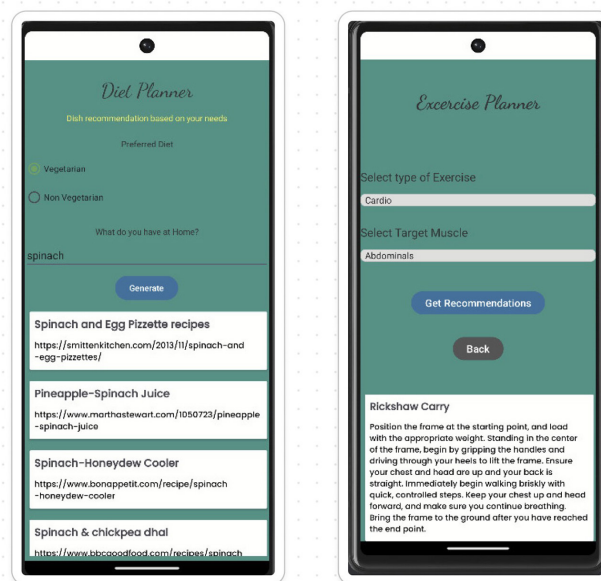 Diet Planner
Dish recommendation based on your needs
Preferred Diet
Vegetarian
Non Vegetarian
What do you have at Home?
spinach
Generate
Spinach and Egg Pizzette recipes
https://smittenkitchen.com/2013/11/spinach-and
-egg-pizzettes/
Pineapple-Spinach Juice
https://www.marthastewart.com/1050723/pineapple
-spinach-juice
Spinach-Honeydew Cooler
https://www.bonappetit.com/recipe/spinach
-honeydew-cooler
Spinach & chickpea dhal
https://www.bbcgoodfood.com/recipes/spinach
Excercise Planner
Select type of Exercise
Cardio
Select Target Muscle
Abdominals
Get Recommendations
Back
Rickshaw Carry
Position the frame at the starting point, and load
with the appropriate weight. Standing in the center
of the frame, begin by gripping the handles and
driving through your heels to lift the frame. Ensure
your chest and head are up and your back is
straight. Immediately begin walking briskly with
quick, controlled steps. Keep your chest up and head
forward, and make sure you continue breathing.
Bring the frame to the ground after you have reached
the end point.